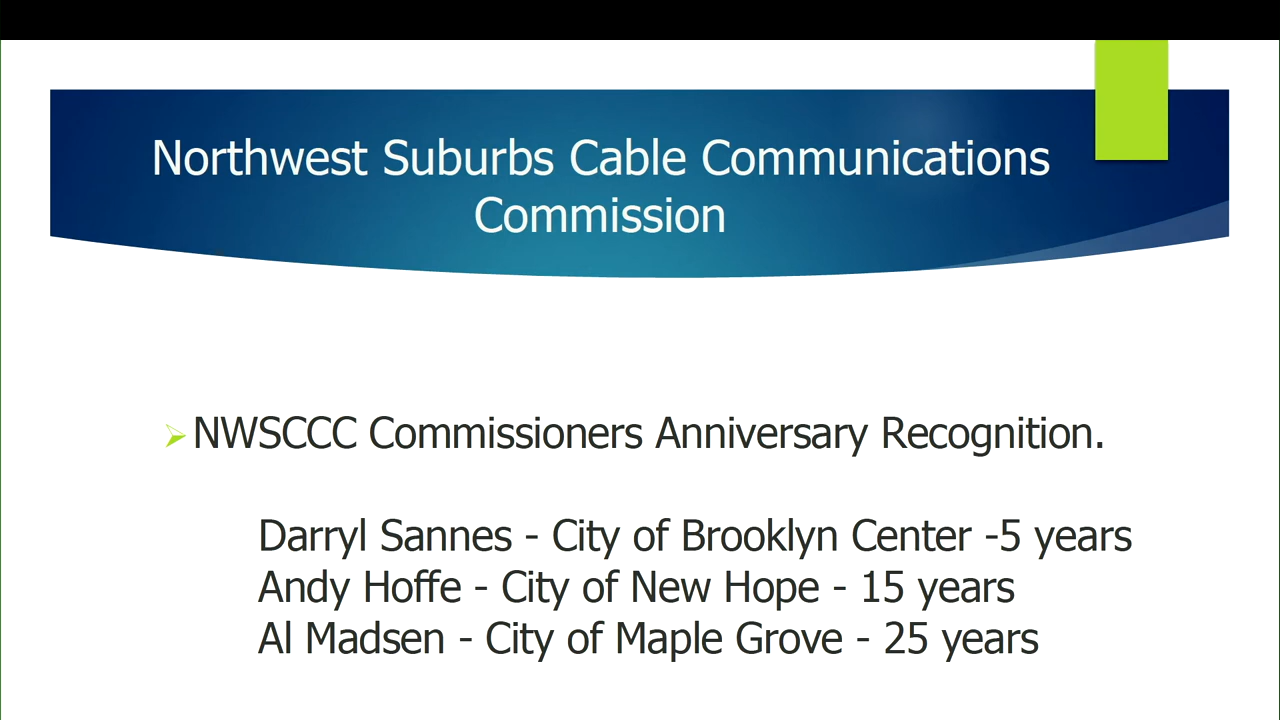 Northwest Suburbs Cable Communications
Commission
NWSCCC Commissioners Anniversary Recognition.
Darryl Sannes - City of Brooklyn Center -5 years
Andy Hoffe - City of New Hope - 15 years
Al Madsen - City of Maple Grove - 25 years